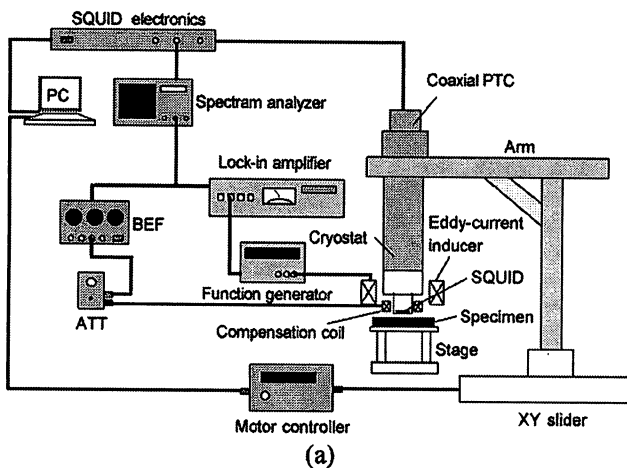 SQUID electronics
PC
Spectram analyzer
Coaxial PTC
Arm
Lock-in amplifier
BEF
Cryostat
Eddy-current
inducer
Function generator
SQUID
ATT
Compensation coil
Specimen
Stage
Motor controller
XY slider
(a)